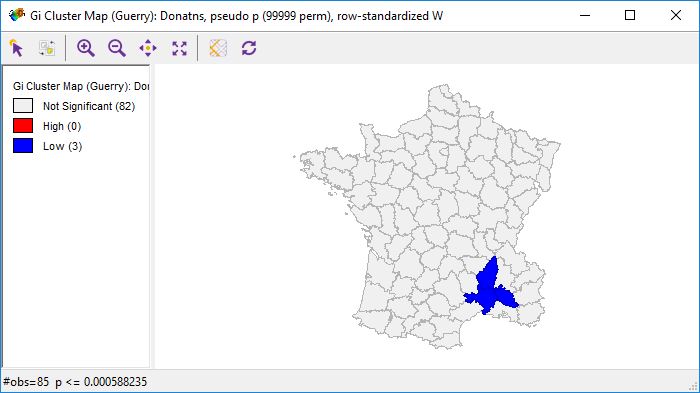 Gi Cluster Map (Guerry): Donatns, pseudo p (99999 perm), row-standardized W
Gi Cluster Map (Guerry): Don
Not Significant (82)
High (0)
Low (3)
#obs=85 p <= 0.000588235